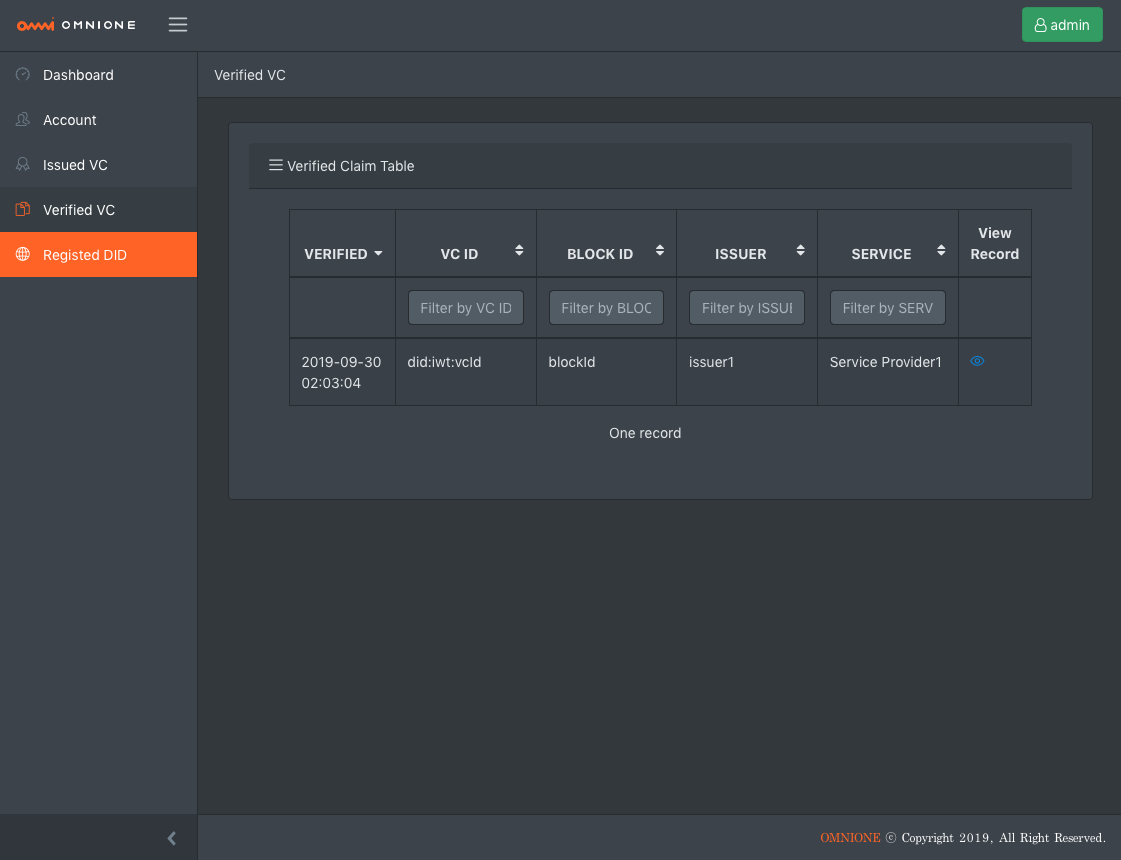 omni OMNIONE
admin
Dashboard
Account
Issued VC
Verified VC
Registed DID
Verified VC
Verified Claim Table
VERIFIED VC ID BLOCK ID ISSUER SERVICE View Record
Filter by VC ID Filter by BLOC Filter by ISSUI Filter by SERV
2019-09-30 did:iwt:vcId blockId issuer1 Service Provider1
02:03:04
One record
OMNIONE © Copyright 2019, All Right Reserved.